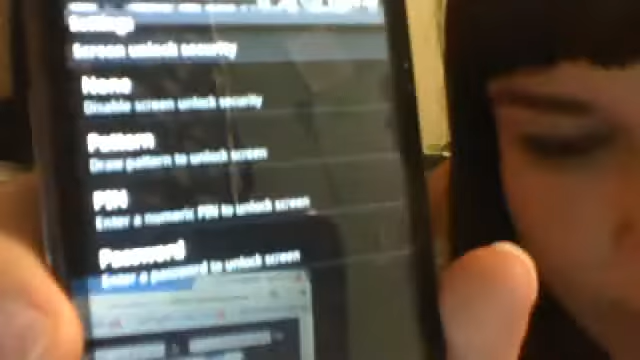 Settings
Screen unlock security
None
Disable screen unlock security
Pattern
Draw pattern to unlock screen
PIN
Enter a numeric PIN to unlock screen
Password
Enter a password to unlock screen